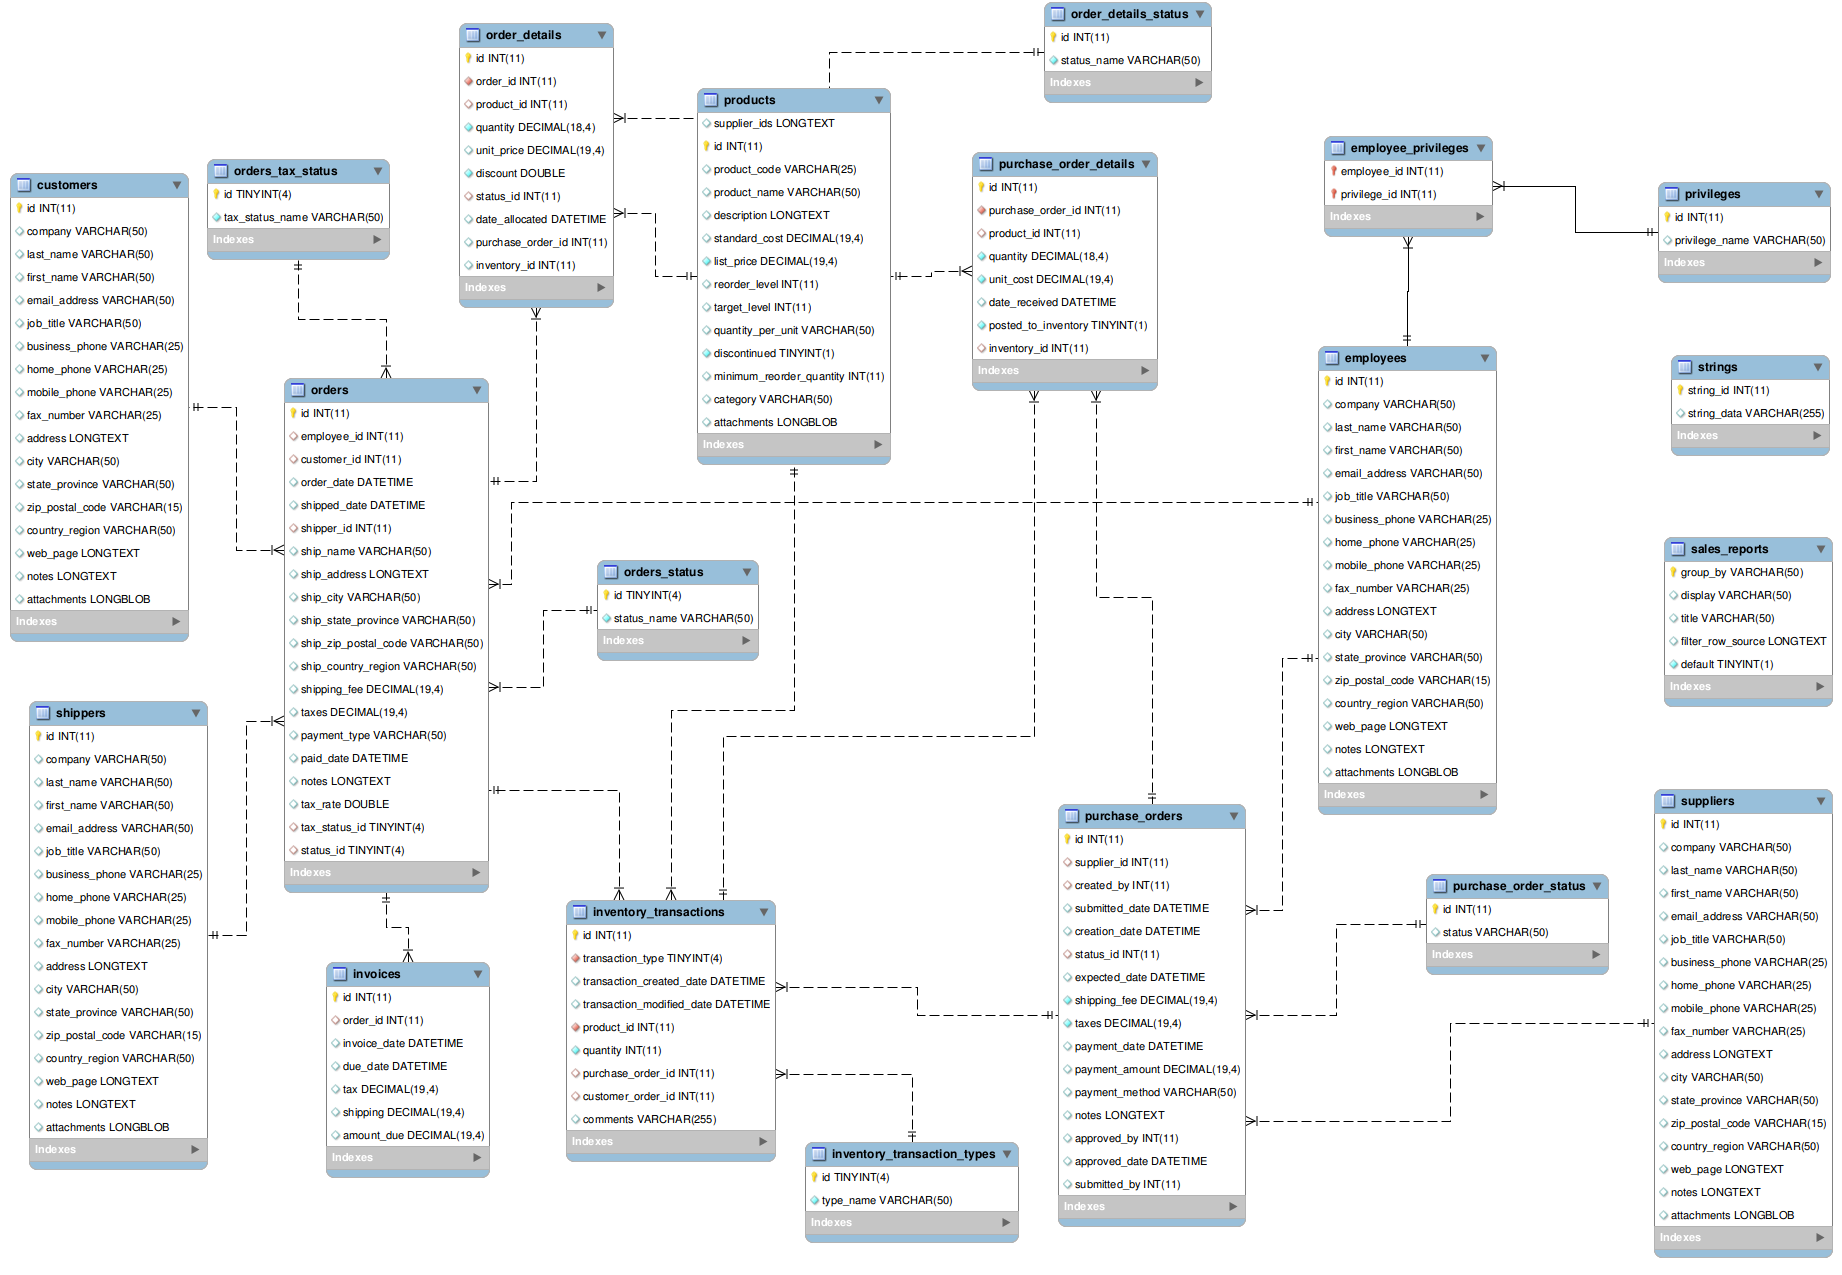 order_details
id INT(11)
order_id INT(11)
product_id INT(11)
quantity DECIMAL(18,4)
unit_price DECIMAL(19,4)
discount DOUBLE
status_id INT(11)
date_allocated DATETIME
purchase_order_id INT(11)
inventory_id INT(11)
Indexes
order_details_status
id INT(11)
status_name VARCHAR(50)
Indexes
products
supplier_ids LONGTEXT
id INT(11)
product_code VARCHAR(25)
product_name VARCHAR(50)
description LONGTEXT
standard_cost DECIMAL(19,4)
list_price DECIMAL(19,4)
reorder_level INT(11)
target_level INT(11)
quantity_per_unit VARCHAR(50)
discontinued TINYINT(1)
minimum_reorder_quantity INT(11)
category VARCHAR(50)
attachments LONGBLOB
Indexes
purchase_order_details
id INT(11)
purchase_order_id INT(11)
product_id INT(11)
quantity DECIMAL(18,4)
unit_cost DECIMAL(19,4)
date_received DATETIME
posted_to_inventory TINYINT(1)
inventory_id INT(11)
Indexes
employee_privileges
employee_id INT(11)
privilege_id INT(11)
Indexes
privileges
id INT(11)
privilege_name VARCHAR(50)
Indexes
customers
id INT(11)
company VARCHAR(50)
last_name VARCHAR(50)
first_name VARCHAR(50)
email_address VARCHAR(50)
job_title VARCHAR(50)
business_phone VARCHAR(25)
home_phone VARCHAR(25)
mobile_phone VARCHAR(25)
fax_number VARCHAR(25)
address LONGTEXT
city VARCHAR(50)
state_province VARCHAR(50)
zip_postal_code VARCHAR(15)
country_region VARCHAR(50)
web_page LONGTEXT
notes LONGTEXT
attachments LONGBLOB
Indexes
orders_tax_status
id TINYINT(4)
tax_status_name VARCHAR(50)
Indexes
orders
id INT(11)
employee_id INT(11)
customer_id INT(11)
order_date DATETIME
shipped_date DATETIME
shipper_id INT(11)
ship_name VARCHAR(50)
ship_address LONGTEXT
ship_city VARCHAR(50)
ship_state_province VARCHAR(50)
ship_zip_postal_code VARCHAR(50)
ship_country_region VARCHAR(50)
shipping_fee DECIMAL(19,4)
taxes DECIMAL(19,4)
payment_type VARCHAR(50)
paid_date DATETIME
notes LONGTEXT
tax_rate DOUBLE
tax_status_id TINYINT(4)
status_id TINYINT(4)
Indexes
orders_status
id TINYINT(4)
status_name VARCHAR(50)
Indexes
employees
id INT(11)
company VARCHAR(50)
last_name VARCHAR(50)
first_name VARCHAR(50)
email_address VARCHAR(50)
job_title VARCHAR(50)
business_phone VARCHAR(25)
home_phone VARCHAR(25)
mobile_phone VARCHAR(25)
fax_number VARCHAR(25)
address LONGTEXT
city VARCHAR(50)
state_province VARCHAR(50)
zip_postal_code VARCHAR(15)
country_region VARCHAR(50)
web_page LONGTEXT
notes LONGTEXT
attachments LONGBLOB
Indexes
strings
string_id INT(11)
string_data VARCHAR(255)
Indexes
sales_reports
group_by VARCHAR(50)
display VARCHAR(50)
title VARCHAR(50)
filter_row_source LONGTEXT
default TINYINT(1)
Indexes
shippers
id INT(11)
company VARCHAR(50)
last_name VARCHAR(50)
first_name VARCHAR(50)
email_address VARCHAR(50)
job_title VARCHAR(50)
business_phone VARCHAR(25)
home_phone VARCHAR(25)
mobile_phone VARCHAR(25)
fax_number VARCHAR(25)
address LONGTEXT
city VARCHAR(50)
state_province VARCHAR(50)
zip_postal_code VARCHAR(15)
country_region VARCHAR(50)
web_page LONGTEXT
notes LONGTEXT
attachments LONGBLOB
Indexes
invoices
id INT(11)
order_id INT(11)
invoice_date DATETIME
due_date DATETIME
tax DECIMAL(19,4)
shipping DECIMAL(19,4)
amount_due DECIMAL(19,4)
Indexes
inventory_transactions
id INT(11)
transaction_type TINYINT(4)
transaction_created_date DATETIME
transaction_modified_date DATETIME
product_id INT(11)
quantity INT(11)
purchase_order_id INT(11)
customer_order_id INT(11)
comments VARCHAR(255)
Indexes
inventory_transaction_types
id TINYINT(4)
type_name VARCHAR(50)
Indexes
purchase_orders
id INT(11)
supplier_id INT(11)
created_by INT(11)
submitted_date DATETIME
creation_date DATETIME
status_id INT(11)
expected_date DATETIME
shipping_fee DECIMAL(19,4)
taxes DECIMAL(19,4)
payment_date DATETIME
payment_amount DECIMAL(19,4)
payment_method VARCHAR(50)
notes LONGTEXT
approved_by INT(11)
approved_date DATETIME
submitted_by INT(11)
Indexes
purchase_order_status
id INT(11)
status VARCHAR(50)
Indexes
suppliers
id INT(11)
company VARCHAR(50)
last_name VARCHAR(50)
first_name VARCHAR(50)
email_address VARCHAR(50)
job_title VARCHAR(50)
business_phone VARCHAR(25)
home_phone VARCHAR(25)
mobile_phone VARCHAR(25)
fax_number VARCHAR(25)
address LONGTEXT
city VARCHAR(50)
state_province VARCHAR(50)
zip_postal_code VARCHAR(15)
country_region VARCHAR(50)
web_page LONGTEXT
notes LONGTEXT
attachments LONGBLOB
Indexes